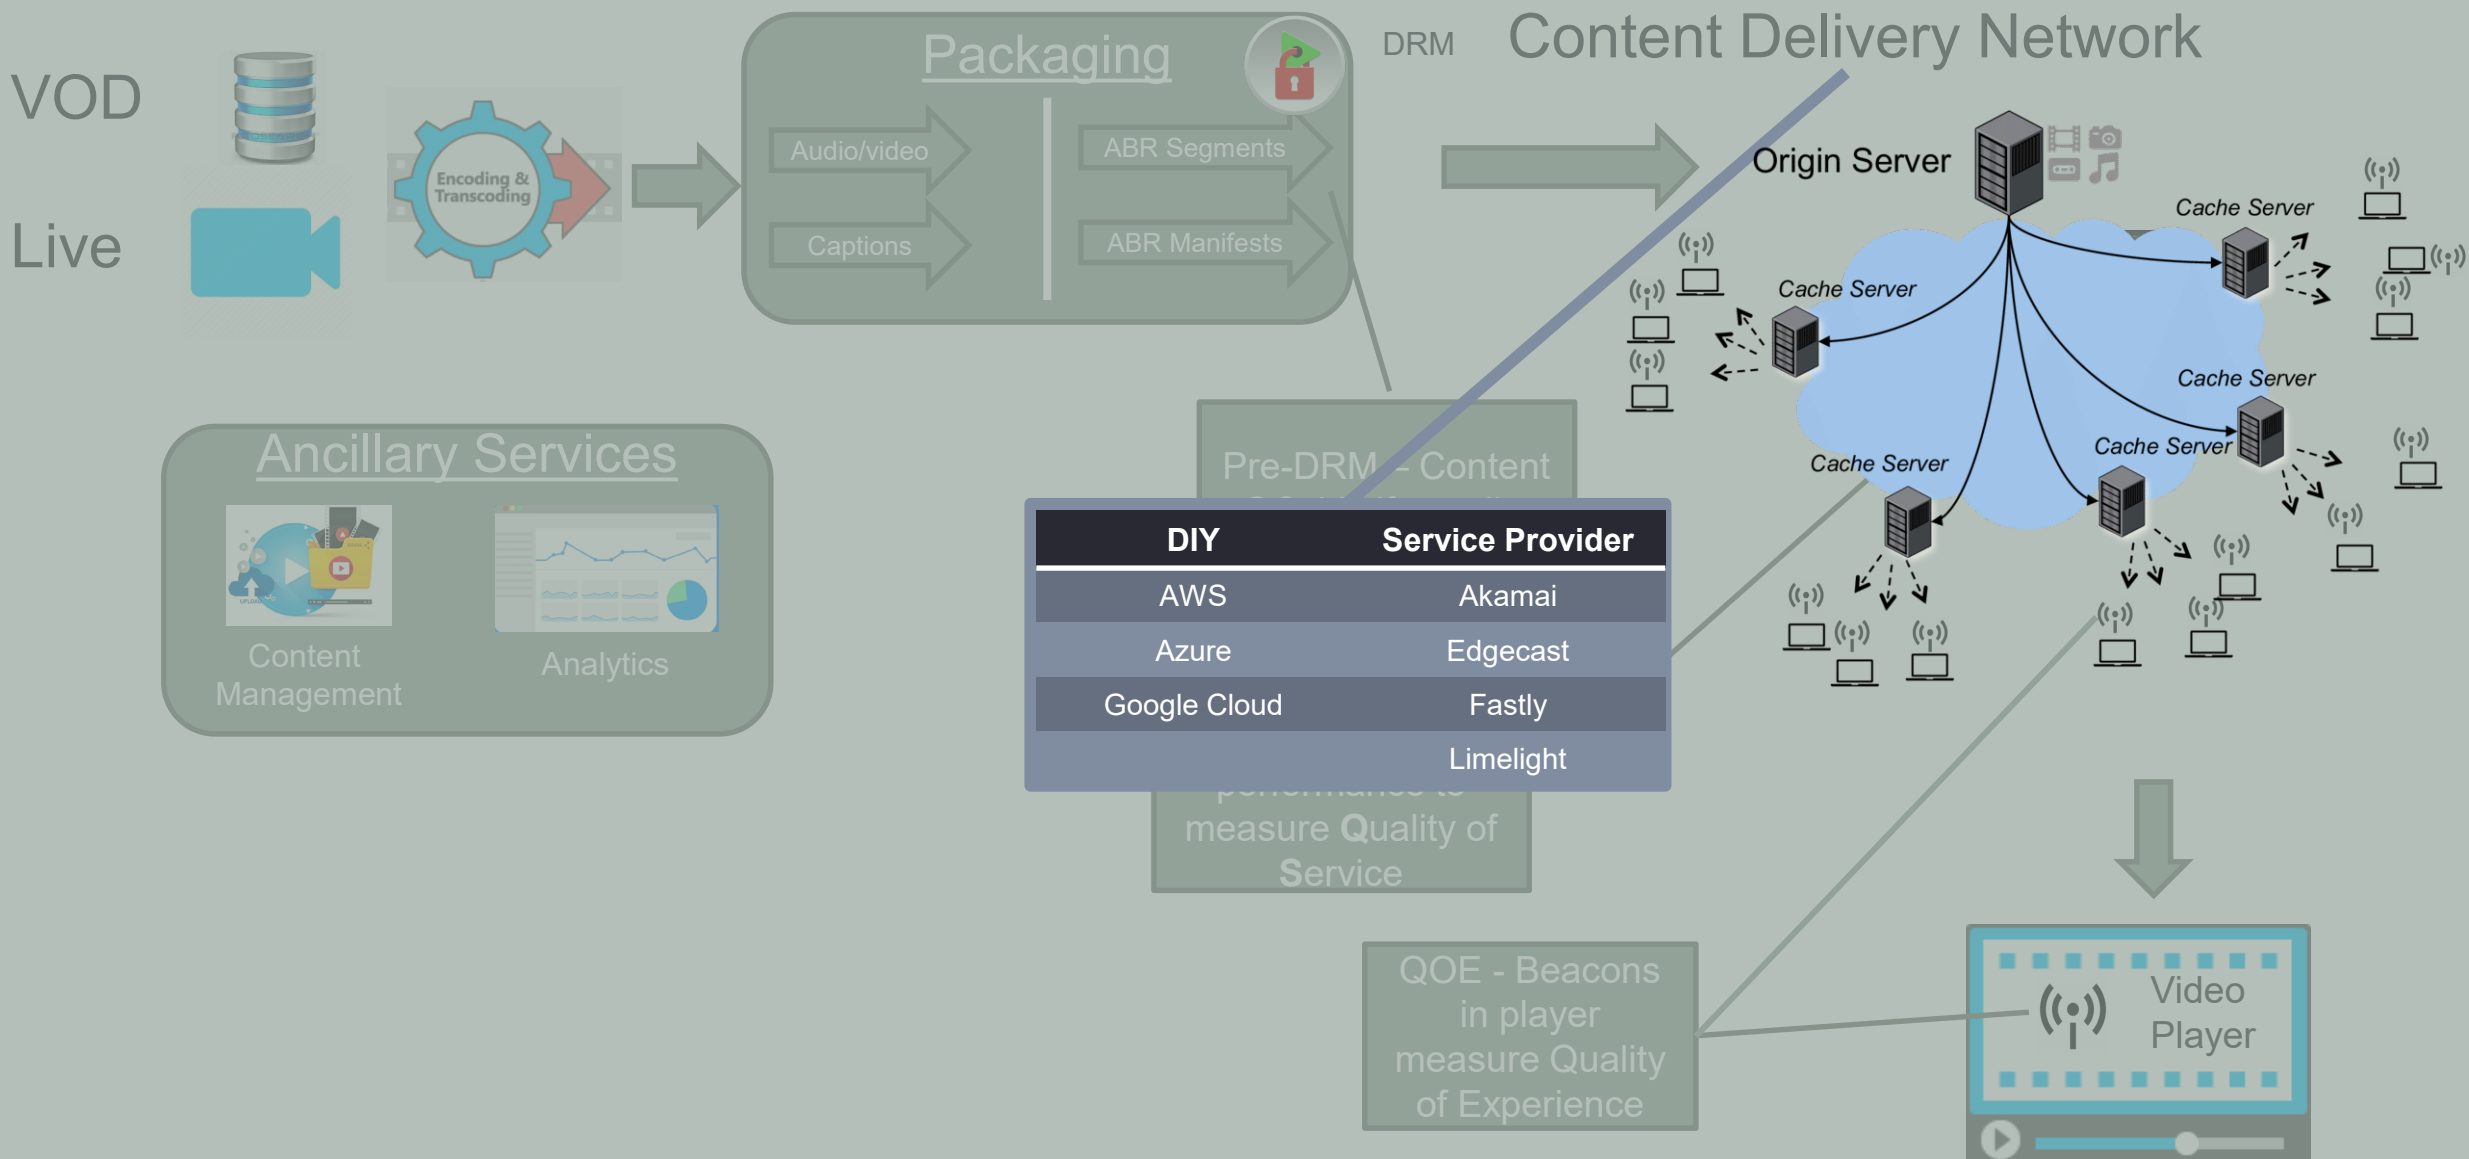 VOD
Live
Encoding &
Transcoding
Packaging
Audio/video
Captions
ABR Segments
ABR Manifests
DRM
Content Delivery Network
Origin Server
Cache Server
Cache Server
Cache Server
Cache Server
Cache Server
Ancillary Services
UPLOAD
Content
Management
Analytics
Pre-DRM – Content
DIY Service Provider
AWS Akamai
Azure Edgecast
Google Cloud Fastly
Limelight
performance to
measure Quality of
Service
QOE - Beacons
in player
measure Quality
of Experience
Video
Player